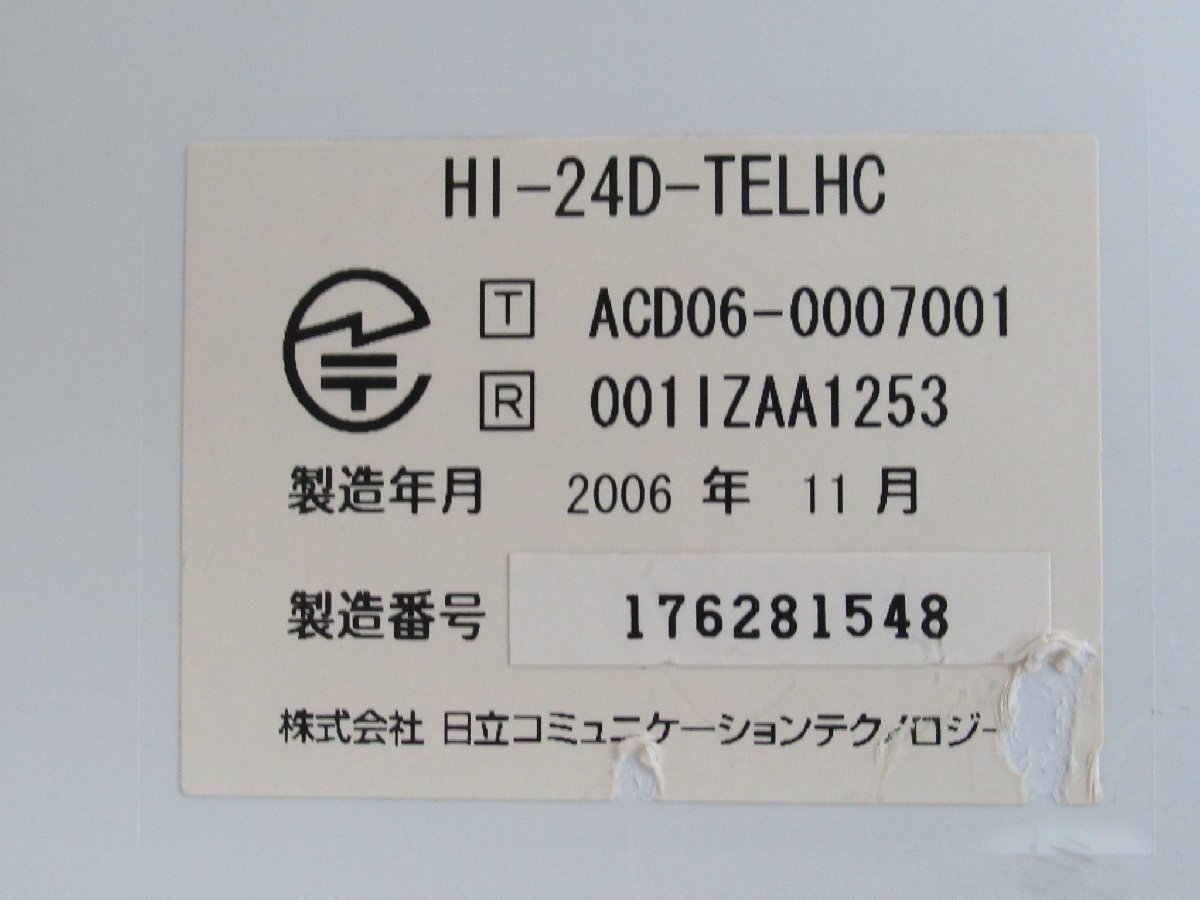 HI-24D-TELHC
T ACD06-0007001
R 001IZAA1253
製造年月 2006 年 11 月
製造番号 176281548
株式会社 日立コミュニケーションテクノロジー